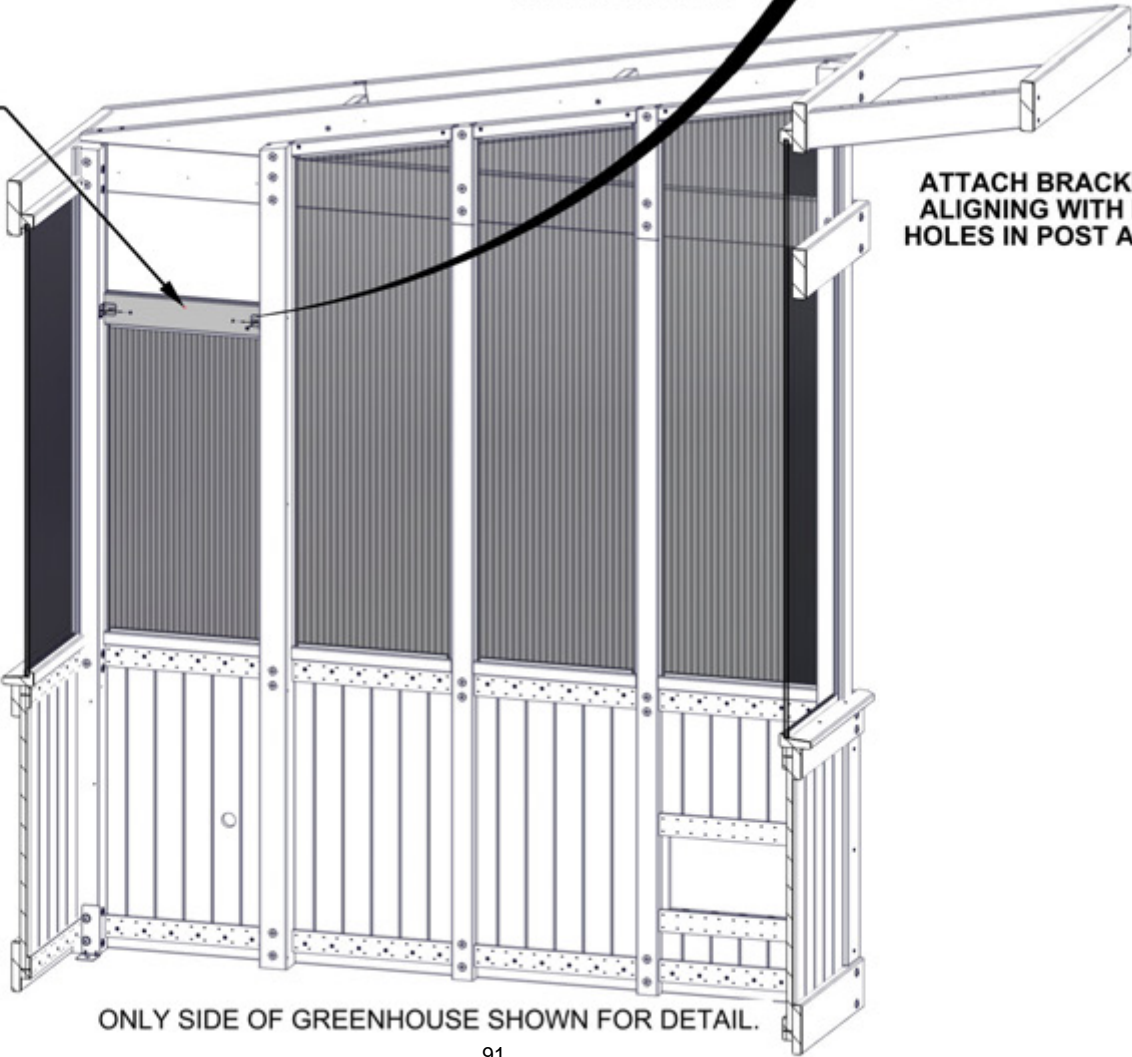 ATTACH BRACK
ALIGNING WITH
HOLES IN POST A
ONLY SIDE OF GREENHOUSE SHOWN FOR DETAIL.
91